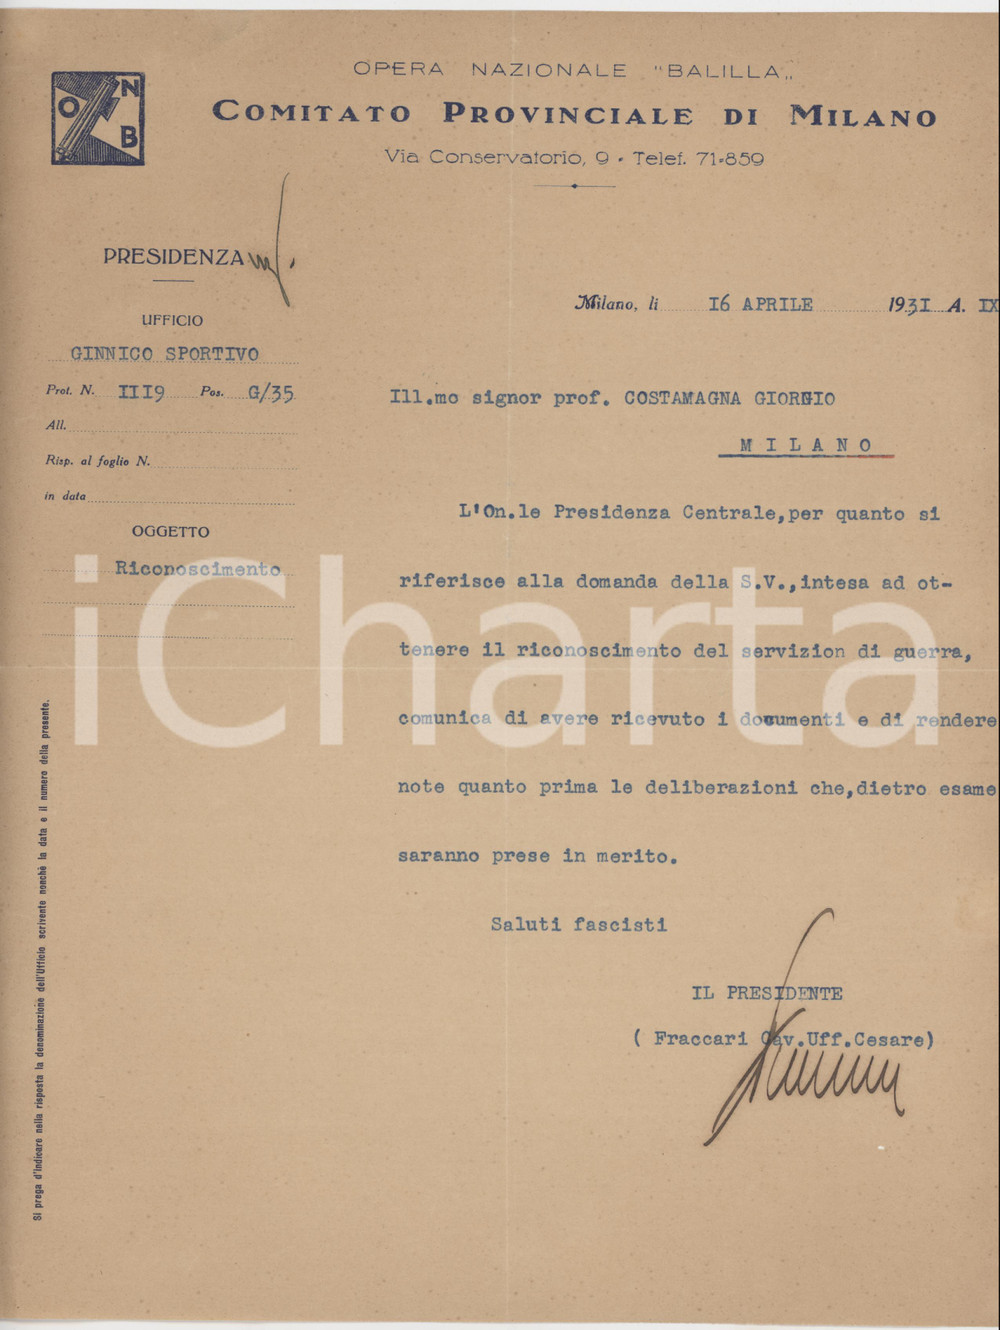 OPERA NAZIONALE "BALILLA„
COMITATO PROVINCIALE DI MILANO
Via Conservatorio, 9 • Telef. 71-859
O N B
PRESIDENZA
UFFICIO
GINNICO SPORTIVO
Prot. N. III9 Pos. G/35
All.
Risp. al foglio N.
in data
OGGETTO
Riconoscimento
Milano, li 16 APRILE 1931 A. IX
Ill.mo signor prof. COSTAMAGNA GIORGIO
MILANO
L'On.le Presidenza Centrale,per quanto si
riferisce alla domanda della S.V.,intesa ad ot-
tenere il riconoscimento del servizion di guerra,
comunica di avere ricevuto i documenti e di rendere
note quanto prima le deliberazioni che,dietro esame
saranno prese in merito.
Saluti fascisti
IL PRESIDENTE
( Fraccari Cav.Uff.Cesare)
Si prega d'indicare nella risposta la denominazione dell'Ufficio scrivente nonchè la data e il numero della presente.
iCharta